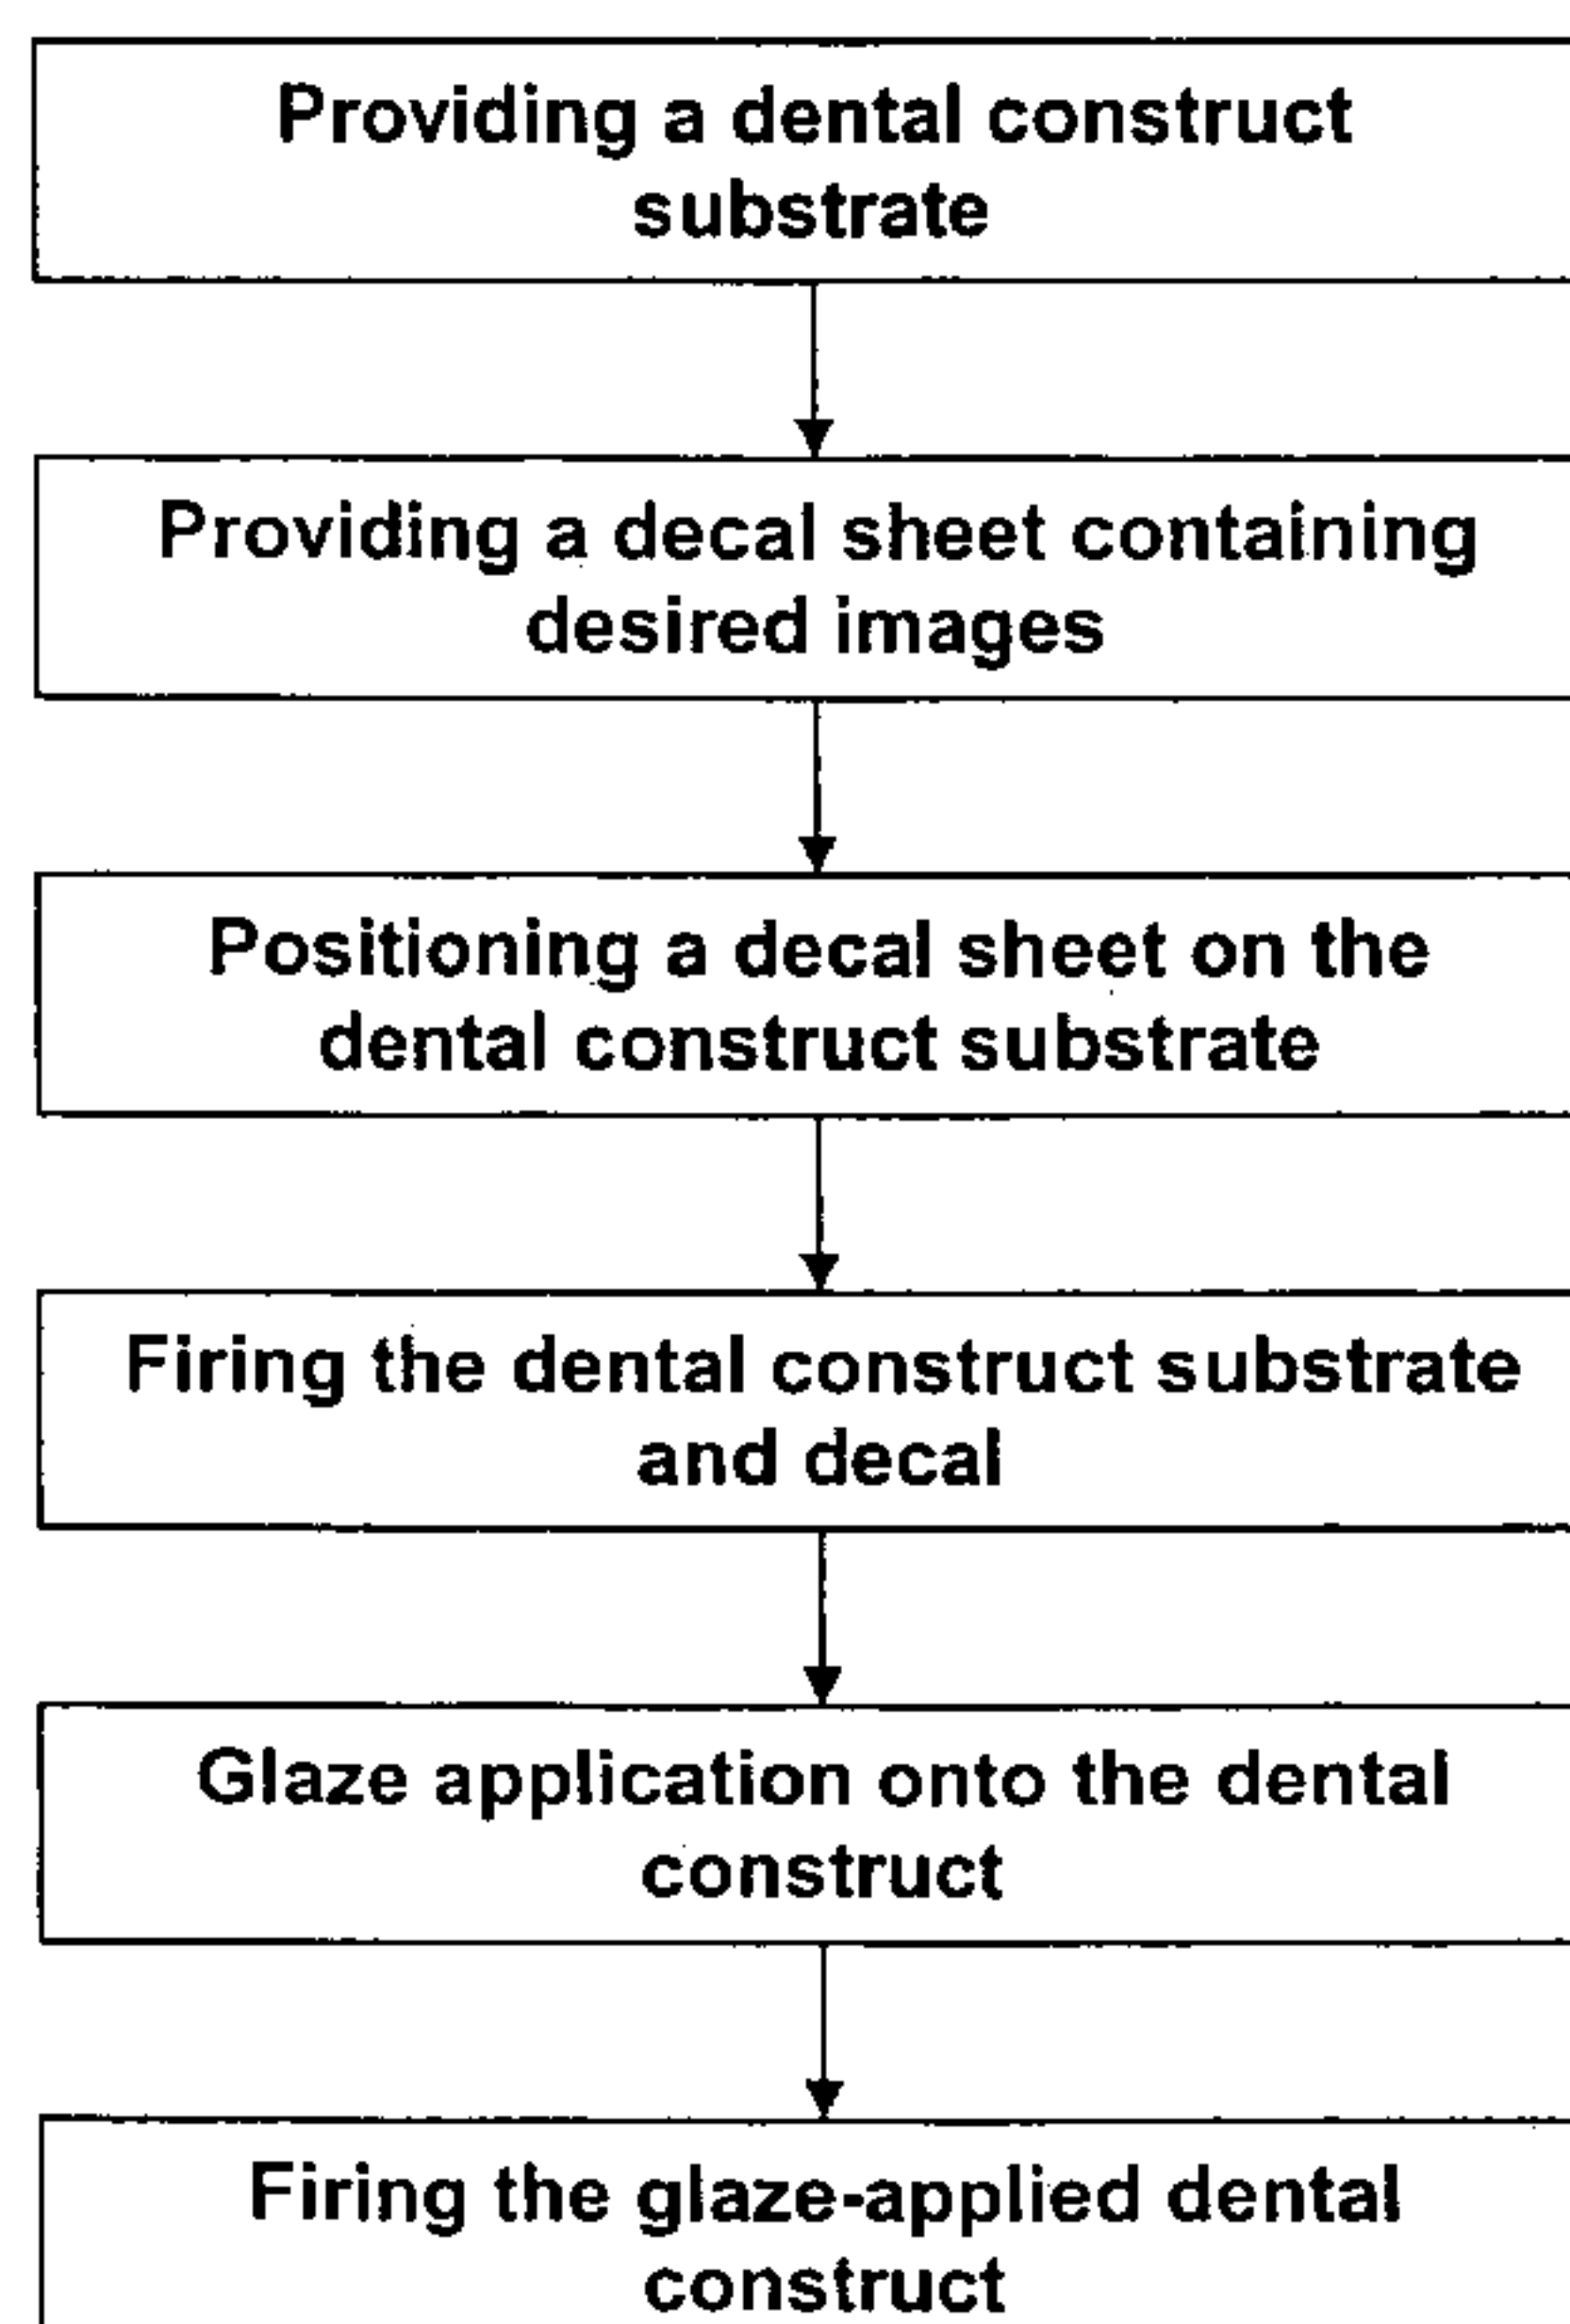 Providing a dental construct
substrate
Providing a decal sheet containing
desired images
Positioning a decal sheet on the
dental construct substrate
Firing the dental construct substrate
and decal
Glaze application onto the dental
construct
Firing the glaze-applied dental
construct